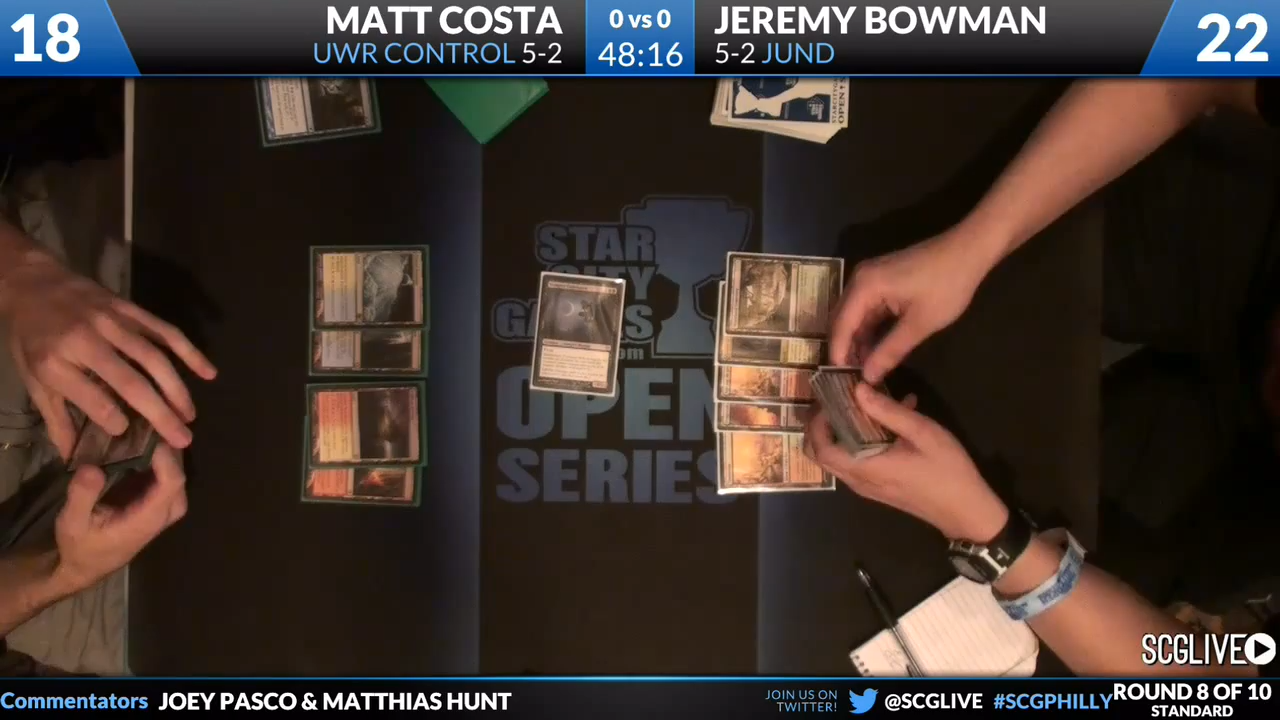 18
MATT COSTA
UWR CONTROL 5-2
0 vs 0
48:16
JEREMY BOWMAN
5-2 JUND
22
STAR
CITY
GAMES
.com
OPEN
SERIES
SCGLIVE
Commentators JOEY PASCO & MATTHIAS HUNT
JOIN US ON
TWITTER!
@SCGLIVE #SCGPHILLY
ROUND 8 OF 10
STANDARD